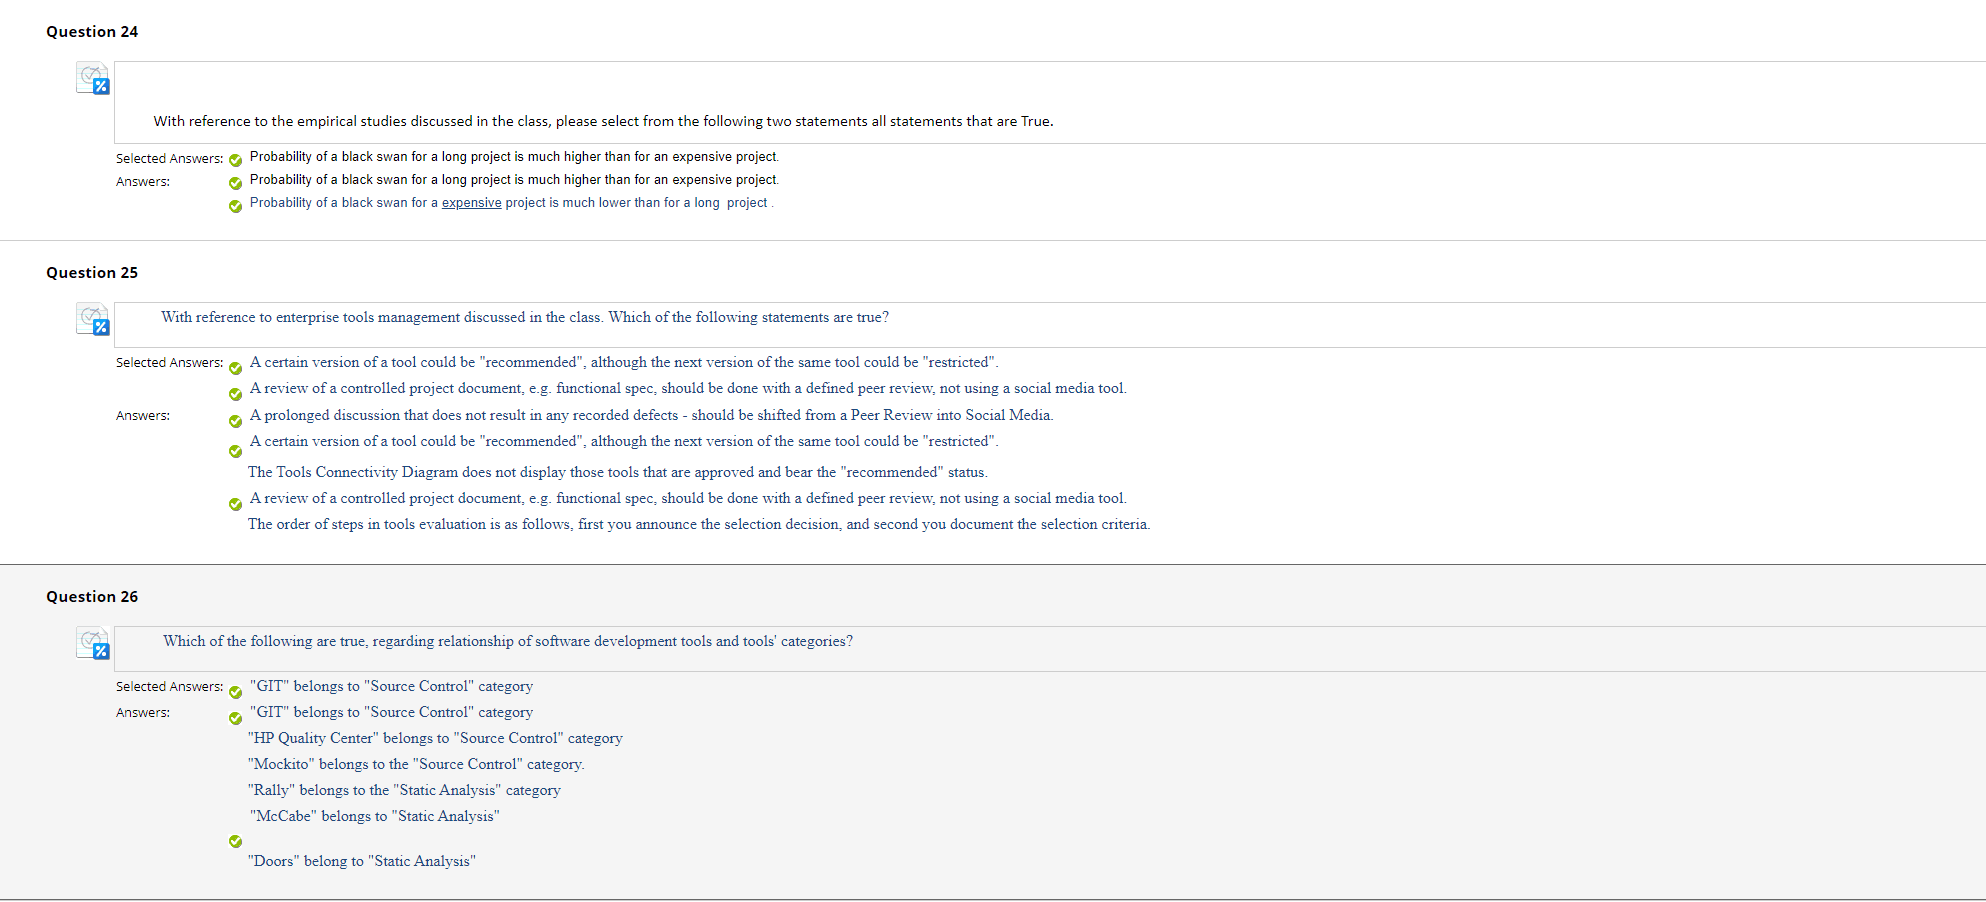 Question 24
With reference to the empirical studies discussed in the class, please select from the following two statements all statements that are True.
Selected Answers: Probability of a black swan for a long project is much higher than for an expensive project.
Answers: Probability of a black swan for a long project is much higher than for an expensive project.
Probability of a black swan for a expensive project is much lower than for a long project .
Question 25
With reference to enterprise tools management discussed in the class. Which of the following statements are true?
Selected Answers: A certain version of a tool could be "recommended", although the next version of the same tool could be "restricted".
A review of a controlled project document, e.g. functional spec, should be done with a defined peer review, not using a social media tool.
Answers: A prolonged discussion that does not result in any recorded defects - should be shifted from a Peer Review into Social Media.
A certain version of a tool could be "recommended", although the next version of the same tool could be "restricted".
The Tools Connectivity Diagram does not display those tools that are approved and bear the "recommended" status.
A review of a controlled project document, e.g. functional spec, should be done with a defined peer review, not using a social media tool.
The order of steps in tools evaluation is as follows, first you announce the selection decision, and second you document the selection criteria.
Question 26
Which of the following are true, regarding relationship of software development tools and tools' categories?
Selected Answers: "GIT" belongs to "Source Control" category
Answers: "GIT" belongs to "Source Control" category
"HP Quality Center" belongs to "Source Control" category
"Mockito" belongs to the "Source Control" category.
"Rally" belongs to the "Static Analysis" category
"McCabe" belongs to "Static Analysis"
"Doors" belong to "Static Analysis"